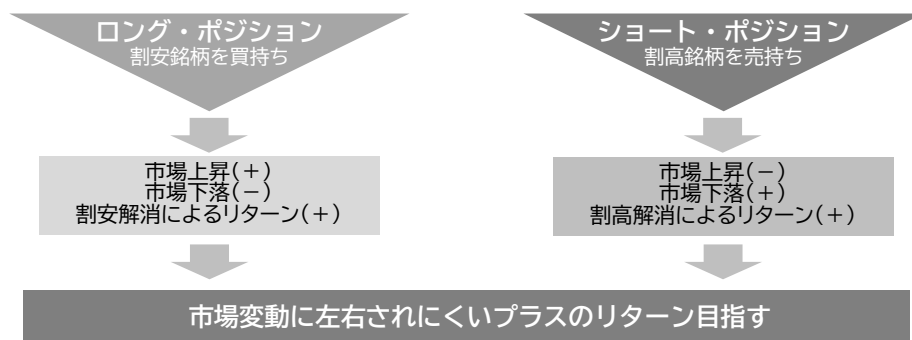 ロング・ポジション
割安銘柄を買持ち
ショート・ポジション
割高銘柄を売持ち
市場上昇(+)
市場下落(-)
割安解消によるリターン(+)
市場上昇(-)
市場下落(+)
割高解消によるリターン(+)
市場変動に左右されにくいプラスのリターン目指す